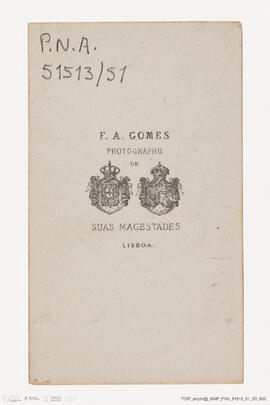 P.N.A.
51513/51
F. A. GOMES
PHOTOGRAPHO
DE
SUAS MAGESTADES
LISBOA.